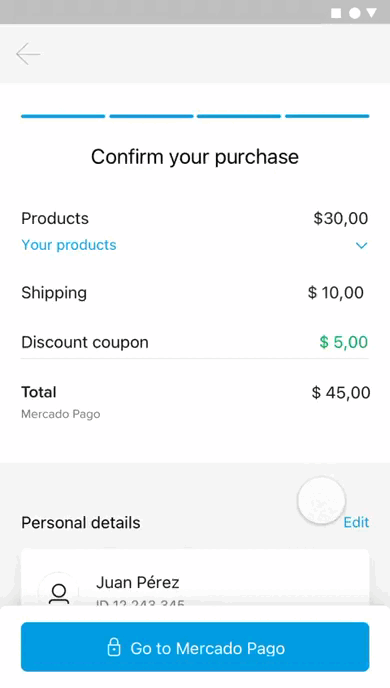 Confirm your purchase
Products $30,00
Your products
Shipping $ 10,00
Discount coupon $ 5,00
Total $ 45,00
Mercado Pago
Personal details Edit
Juan Pérez
ID 12.243.345
Go to Mercado Pago